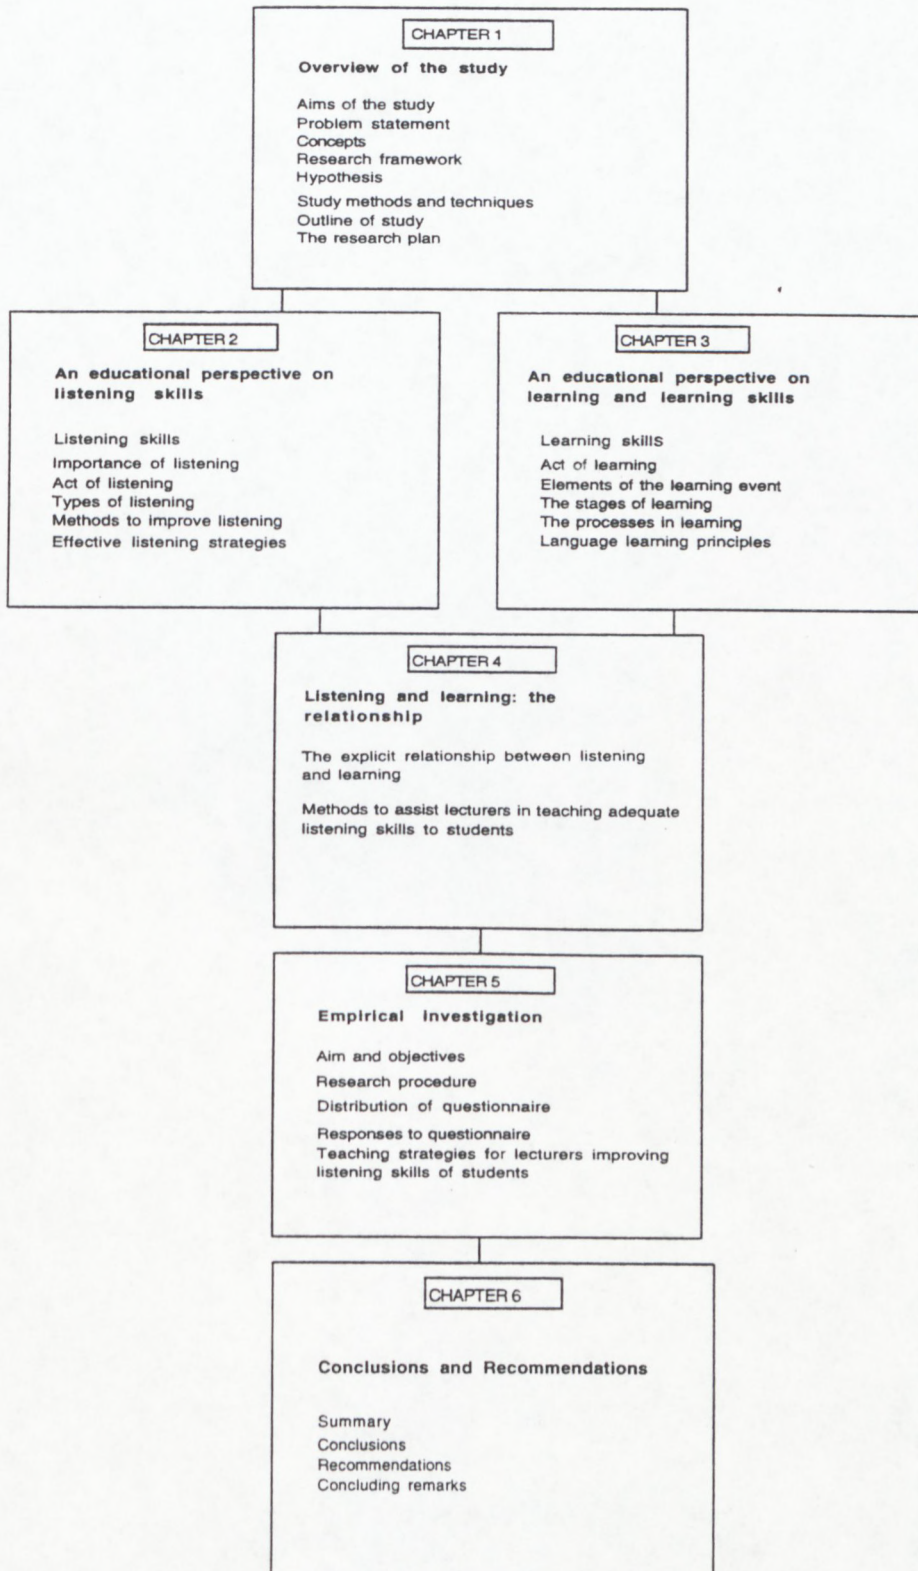 CHAPTER 1
Overview of the study
Aims of the study
Problem statement
Concepts
Research framework
Hypothesis
Study methods and techniques
Outline of study
The research plan
CHAPTER 2
An educational perspective on
listening skills
Listening skills
Importance of listening
Act of listening
Types of listening
Methods to improve listening
Effective listening strategies
CHAPTER 3
An educational perspective on
learning and learning skills
Learning skillS
Act of learning
Elements of the learning event
The stages of learning
The processes in learning
Language learning principles
CHAPTER 4
Listening and learning: the
relationship
The explicit relationship between listening
and learning
Methods to assist lecturers in teaching adequate
listening skills to students
CHAPTER 5
Empirical investigation
Aim and objectives
Research procedure
Distribution of questionnaire
Responses to questionnaire
Teaching strategies for lecturers improving
listening skills of students
CHAPTER 6
Conclusions and Recommendations
Summary
Conclusions
Recommendations
Concluding remarks